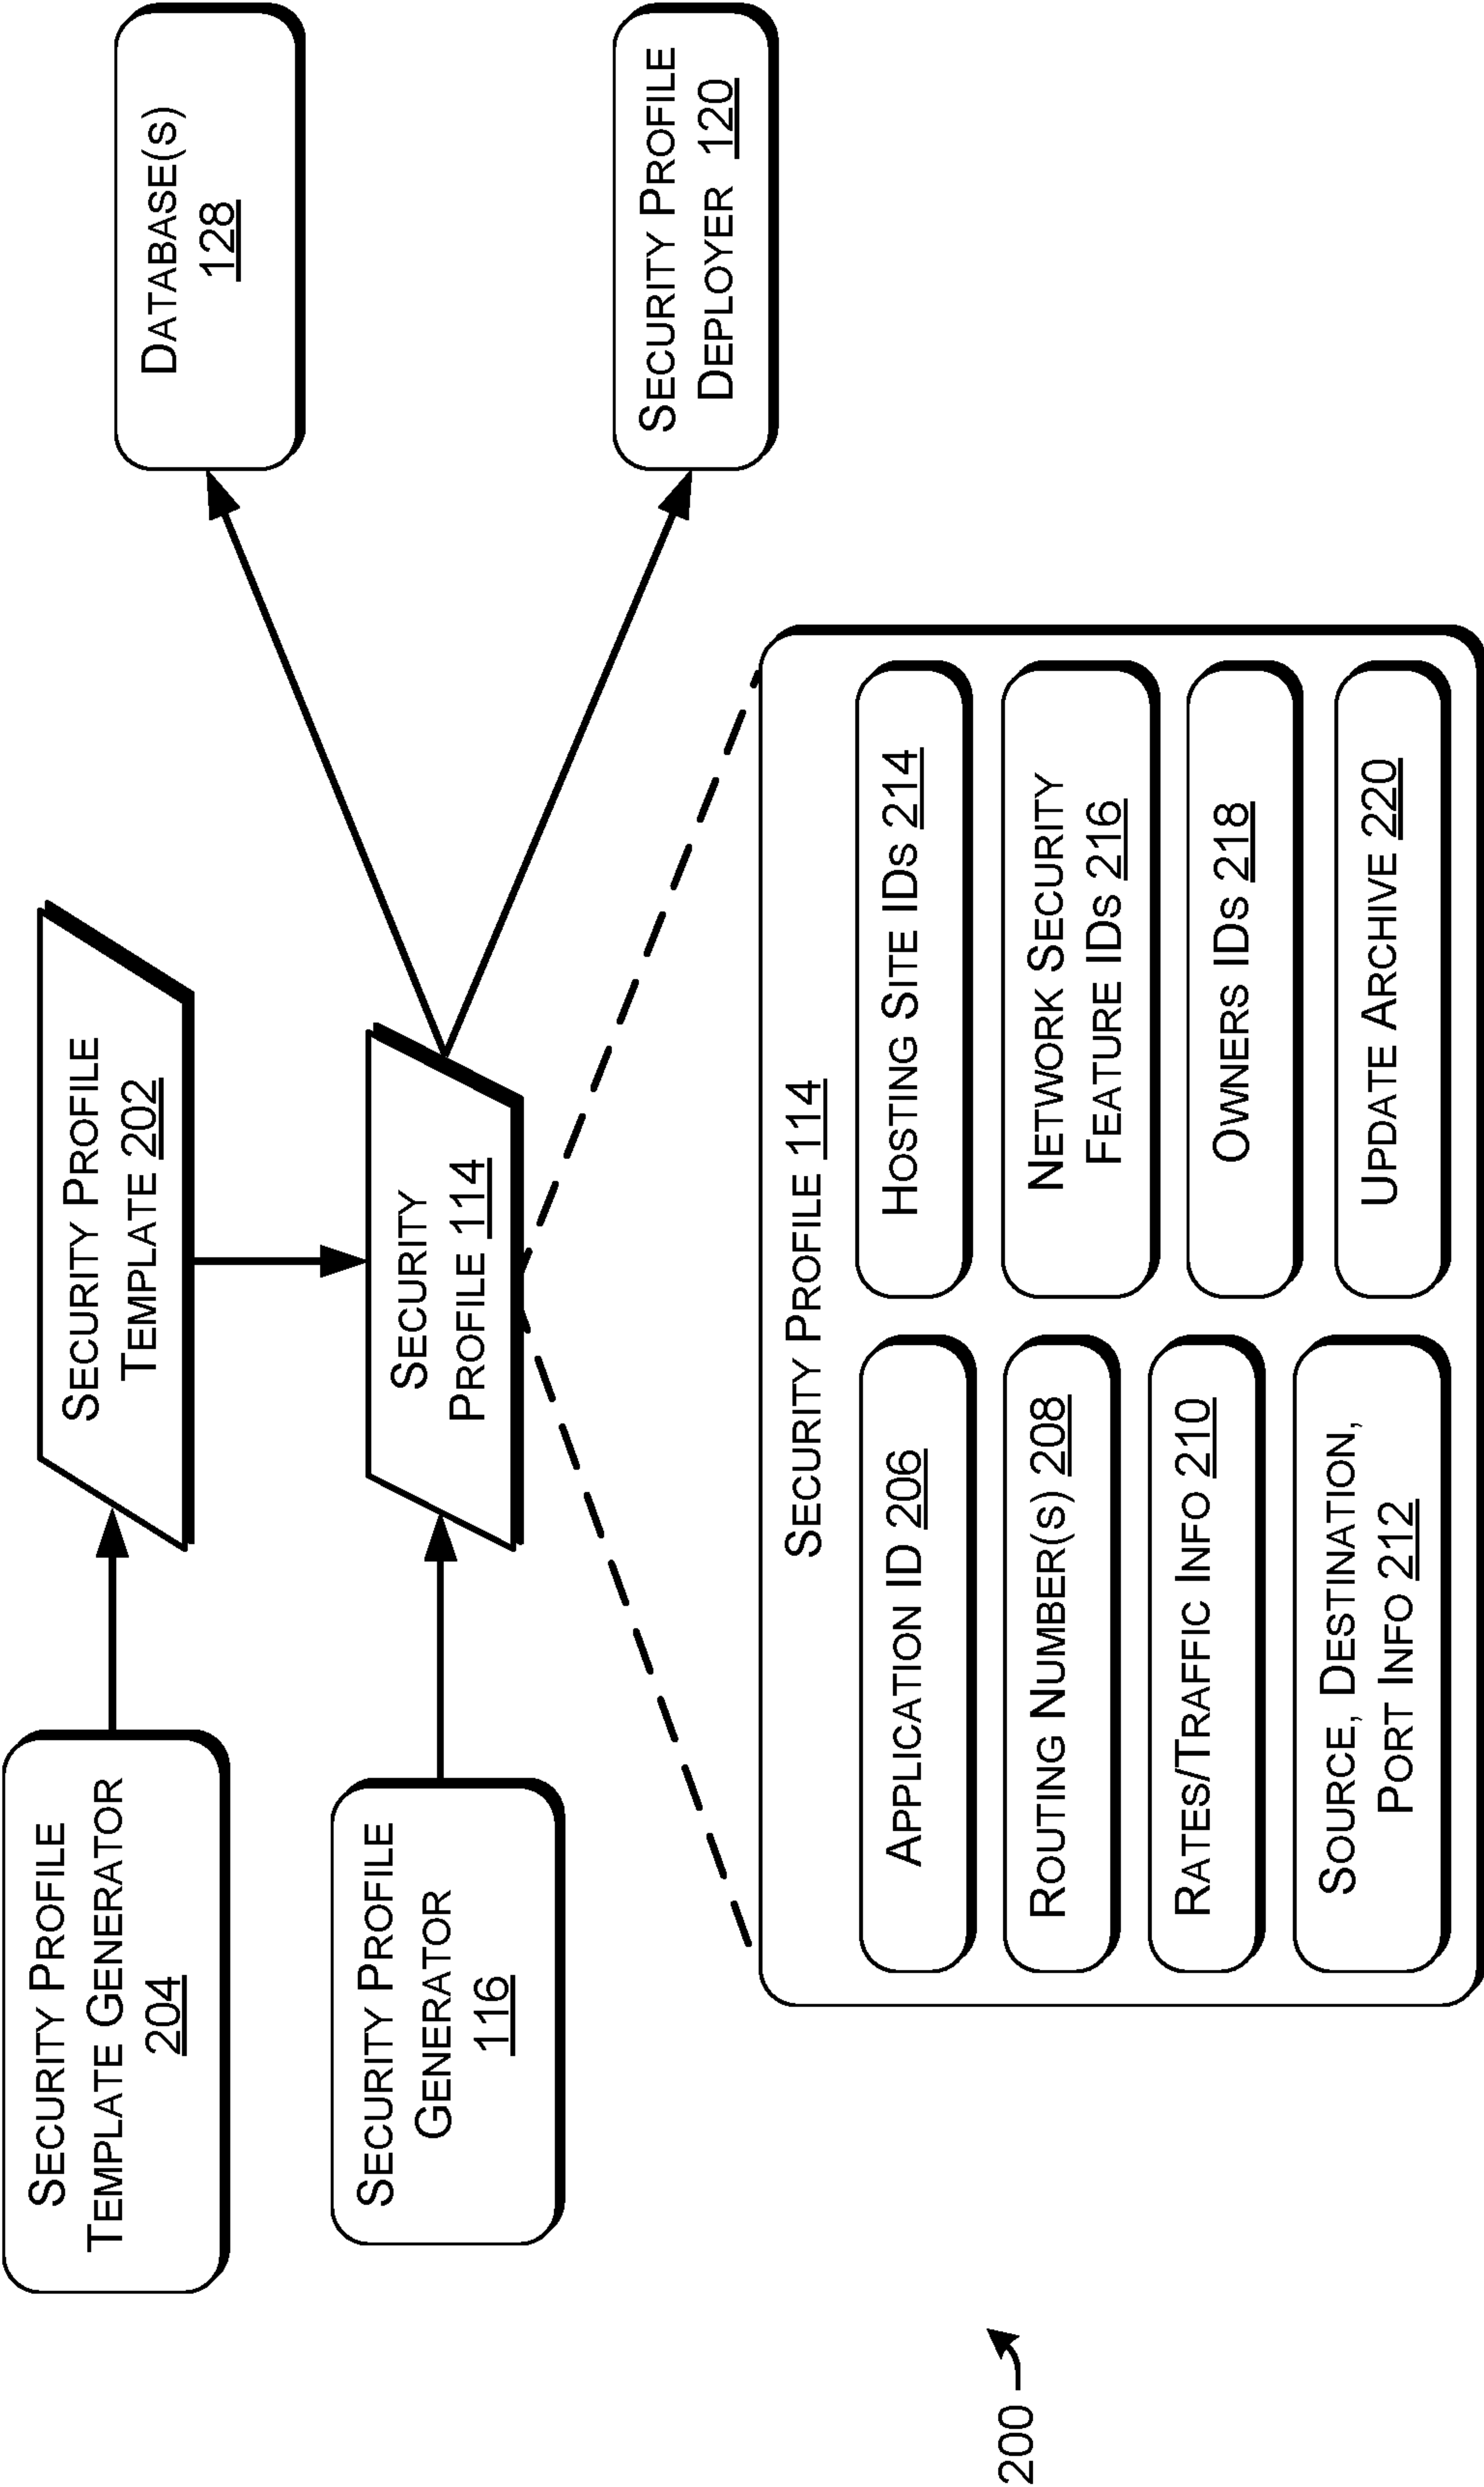 SECURITY PROFILE
TEMPLATE GENERATOR
204
SECURITY PROFILE
TEMPLATE 202
DATABASE(S)
128
SECURITY PROFILE
GENERATOR
116
SECURITY
PROFILE 114
SECURITY PROFILE
DEPLOYER 120
SECURITY PROFILE 114
APPLICATION ID 206
ROUTING NUMBER(S) 208
RATES/TRAFFIC INFO 210
SOURCE, DESTINATION,
PORT INFO 212
HOSTING SITE IDS 214
NETWORK SECURITY
FEATURE IDS 216
OWNERS IDS 218
UPDATE ARCHIVE 220
200